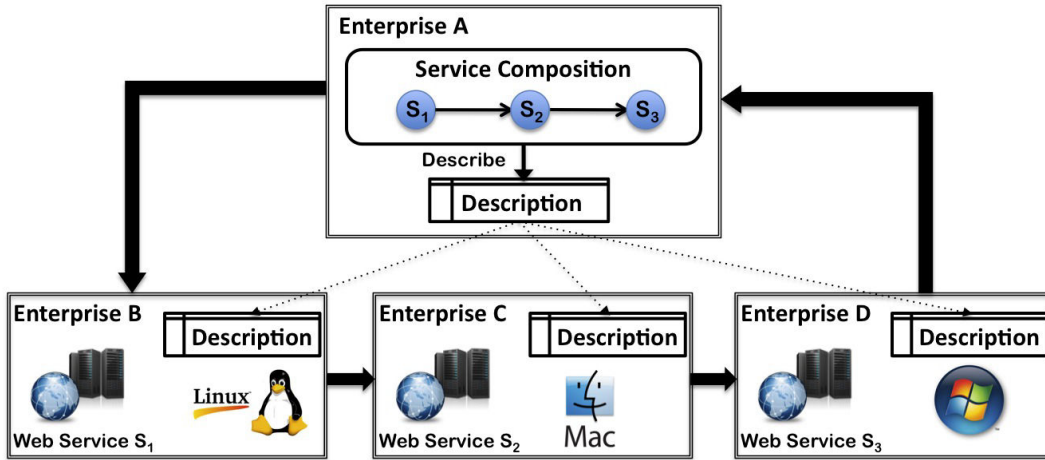 Enterprise A
Service Composition
S₁ S₂ S₃
Describe
Description
Enterprise B
Description
Linux
Web Service S₁
Enterprise C
Description
Mac
Web Service S₂
Enterprise D
Description
Web Service S₃